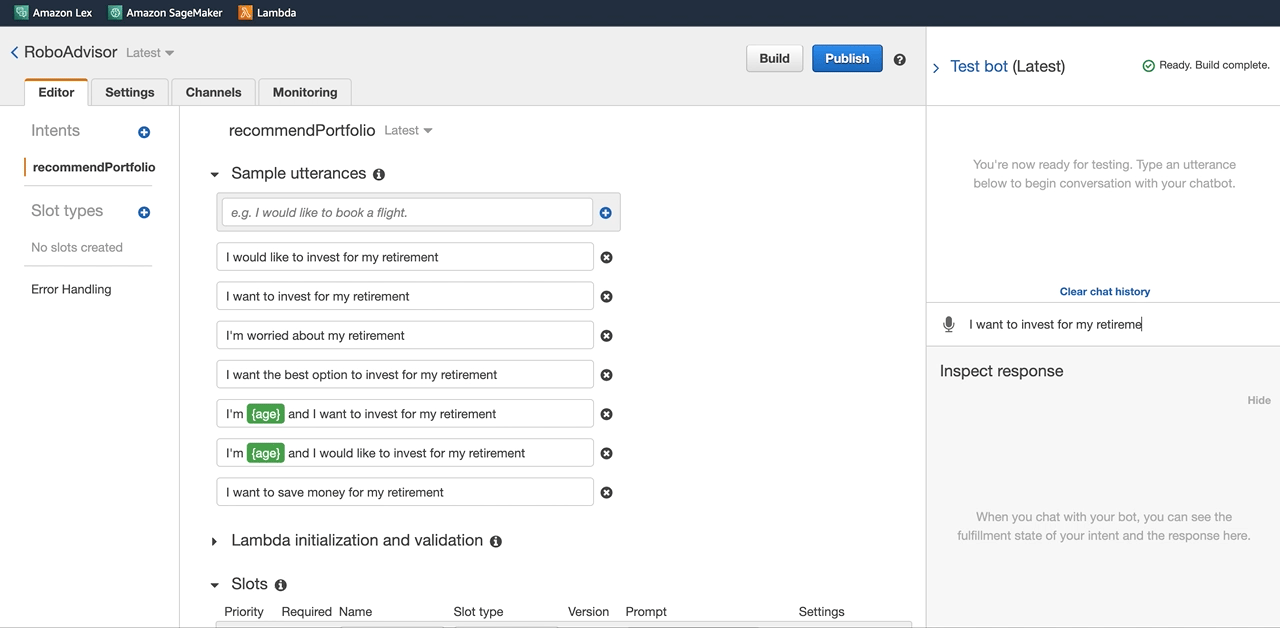 Amazon Lex Amazon SageMaker Lambda
RoboAdvisor Latest
Build Publish
Test bot (Latest) Ready. Build complete.
Editor Settings Channels Monitoring
Intents
recommendPortfolio
Slot types
No slots created
Error Handling
recommendPortfolio Latest
Sample utterances
e.g. I would like to book a flight.
I would like to invest for my retirement
I want to invest for my retirement
I'm worried about my retirement
I want the best option to invest for my retirement
I'm {age} and I want to invest for my retirement
I'm {age} and I would like to invest for my retirement
I want to save money for my retirement
Lambda initialization and validation
Slots
Priority Required Name Slot type Version Prompt Settings
You're now ready for testing. Type an utterance
below to begin conversation with your chatbot.
Clear chat history
I want to invest for my retireme
Inspect response
Hide
When you chat with your bot, you can see the
fulfillment state of your intent and the response here.